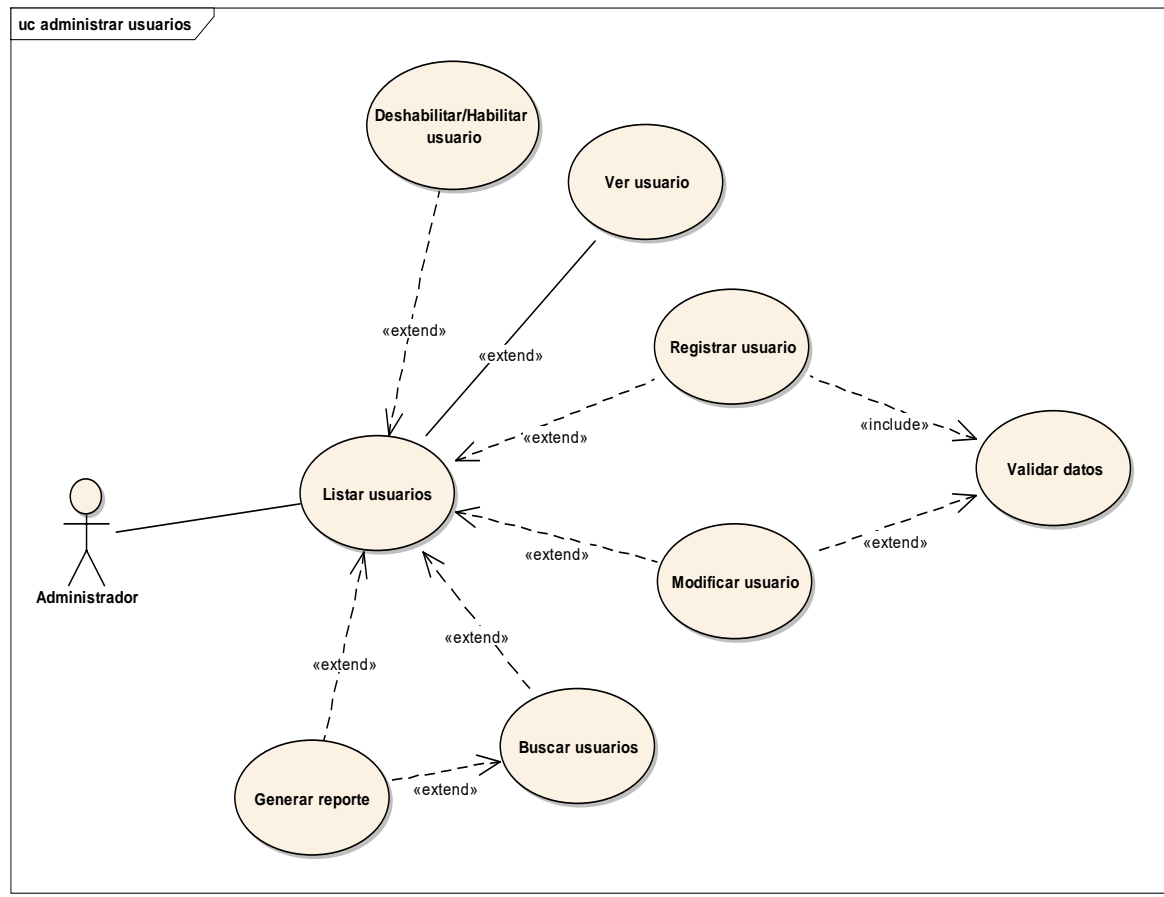 uc administrar usuarios
Deshabilitar/Habilitar
usuario
Ver usuario
«extend»
«extend»
Registrar usuario
«extend»
«include»
Listar usuarios
Validar datos
Administrador
«extend»
«extend»
Modificar usuario
«extend»
«extend»
Buscar usuarios
Generar reporte
«extend»